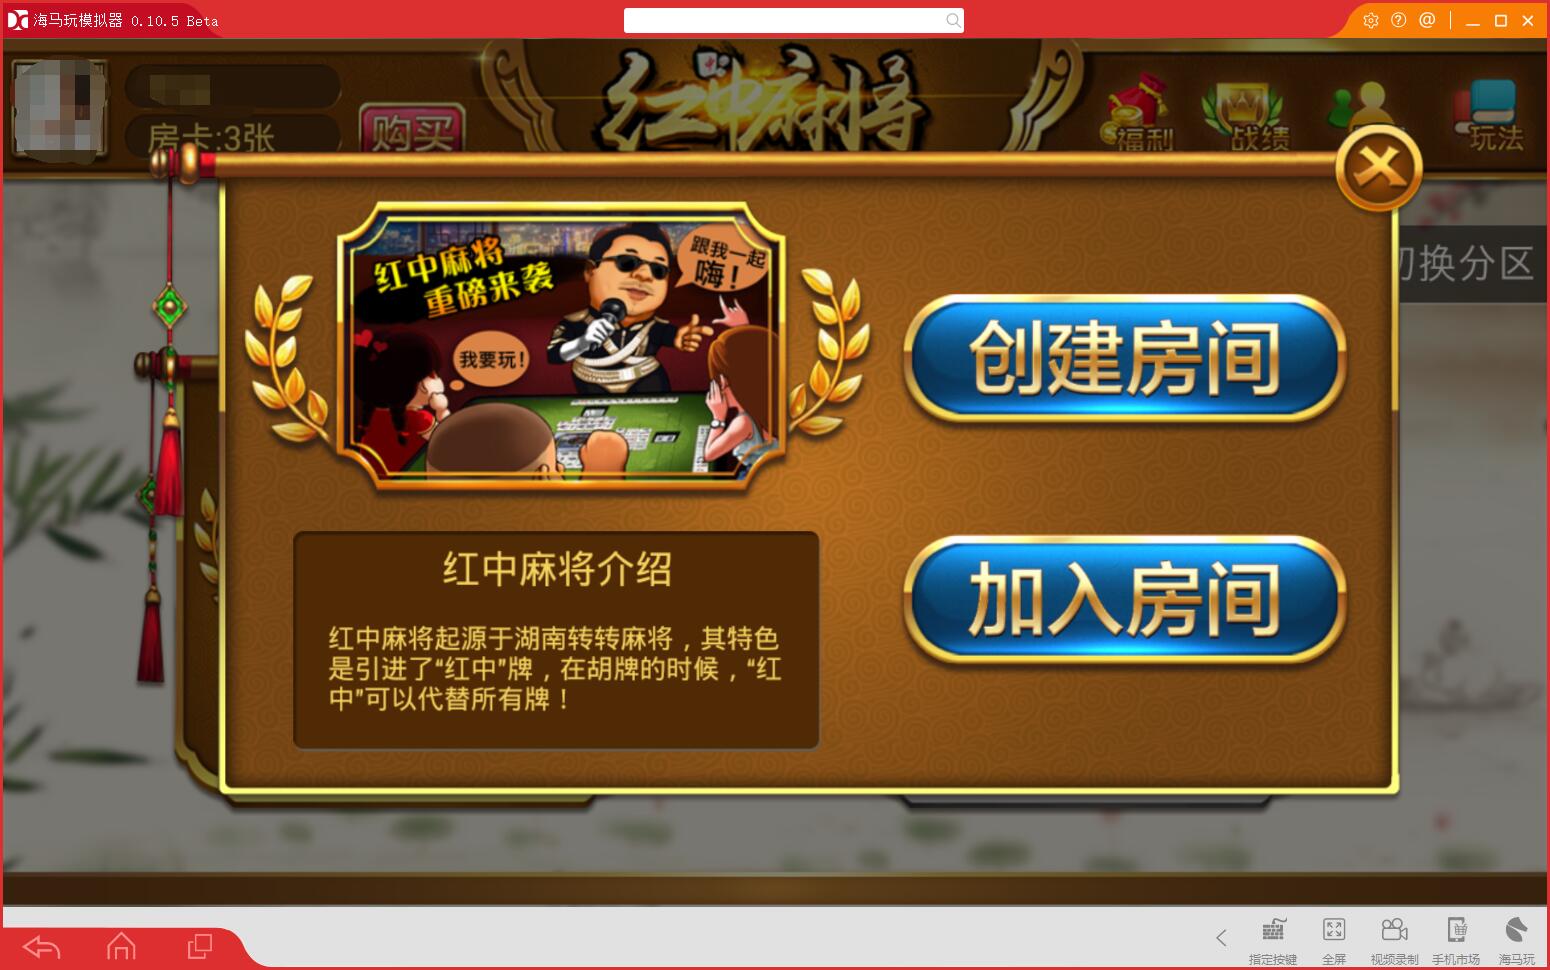 海马玩模拟器 0.10.5 Beta
红中麻将
房卡:3张
购买
福利
战绩
玩法
切换分区
红中麻将
重磅来袭
跟我一起
嗨!
我要玩!
创建房间
加入房间
红中麻将介绍
红中麻将起源于湖南转转麻将，其特色
是引进了“红中”牌，在胡牌的时候，“红
中”可以代替所有牌！
指定按键
全屏
视频录制
手机市场
海马玩